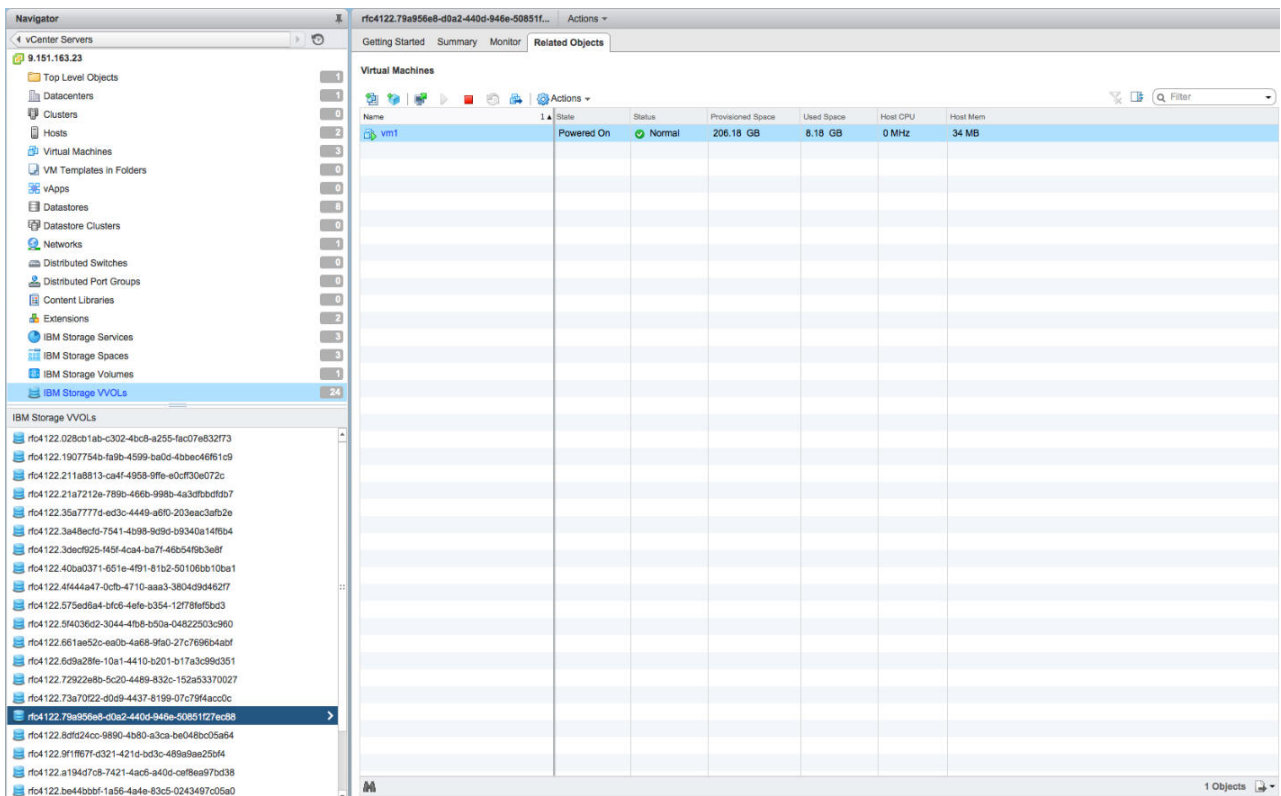 Navigator
vCenter Servers
9.151.163.23
Top Level Objects 1
Datacenters 1
Clusters 0
Hosts 2
Virtual Machines 3
VM Templates in Folders 0
vApps 0
Datastores 8
Datastore Clusters 0
Networks 1
Distributed Switches 0
Distributed Port Groups 0
Content Libraries 0
Extensions 2
IBM Storage Services 3
IBM Storage Spaces 3
IBM Storage Volumes 1
IBM Storage VVOLs 24
IBM Storage VVOLs
rfc4122.028cb1ab-c302-4bc8-a255-fac07e832f73
rfc4122.1907754b-fa9b-4599-ba0d-4bbec46f61c9
rfc4122.211a8813-ca4f-4958-9ffe-e0cff30e072c
rfc4122.21a7212e-789b-466b-998b-4a3dfbbdfdb7
rfc4122.35a7777d-ed3c-4449-a6f0-203eac3afb2e
rfc4122.3a48ecfd-7541-4b98-9d9d-b9340a14f6b4
rfc4122.3decf925-f45f-4ca4-ba7f-46b54f9b3e8f
rfc4122.40ba0371-651e-4f91-81b2-50106bb10ba1
rfc4122.4f444a47-0cfb-4710-aaa3-3804d9d462f7
rfc4122.575ed6a4-bfc6-4efe-b354-12f78fef5bd3
rfc4122.5f4036d2-3044-4fb8-b50a-04822503c960
rfc4122.661ae52c-ea0b-4a68-9fa0-27c7696b4abf
rfc4122.6d9a28fe-10a1-4410-b201-b17a3c99d351
rfc4122.72922e8b-5c20-4489-832c-152a53370027
rfc4122.73a70f22-d0d9-4437-8199-07c79f4acc0c
rfc4122.79a956e8-d0a2-440d-946e-50851f27ec88
rfc4122.8dfd24cc-9890-4b80-a3ca-be048bc05a64
rfc4122.9f1ff67f-d321-421d-bd3c-489a9ae25bf4
rfc4122.a194d7c8-7421-4ac6-a40d-cef8ea97bd38
rfc4122.be44bbbf-1a56-4a4e-83c5-0243497c05a0
rfc4122.79a956e8-d0a2-440d-946e-50851f... Actions
Getting Started Summary Monitor Related Objects
Virtual Machines
Actions Filter
Name 1 State Status Provisioned Space Used Space Host CPU Host Mem
vm1 Powered On Normal 206.18 GB 8.18 GB 0 MHz 34 MB
1 Objects